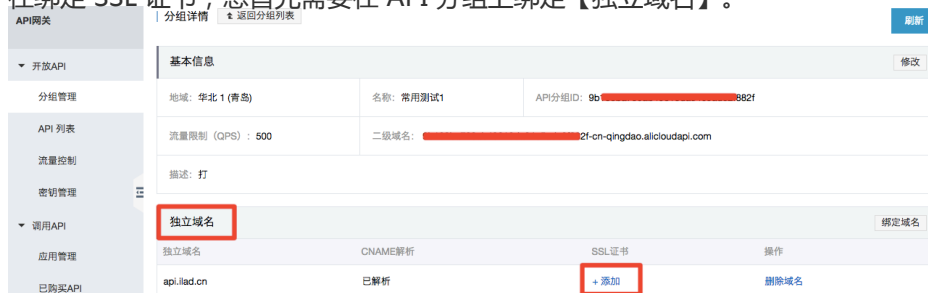 在绑定 SSL 证书，您首先需要在 API 分组上绑定【独立域名】。
API网关
分组详情 返回分组列表
刷新
开放API
基本信息
修改
分组管理
地域：华北 1 (青岛)
名称：常用测试1
API分组ID：9b 882f
API 列表
流量限制（QPS）：500
二级域名： 2f-cn-qingdao.alicloudapi.com
流量控制
描述：打
密钥管理
调用API
独立域名
绑定域名
独立域名
CNAME解析
SSL证书
操作
应用管理
api.ilad.cn
已解析
+ 添加
删除域名
已购买API